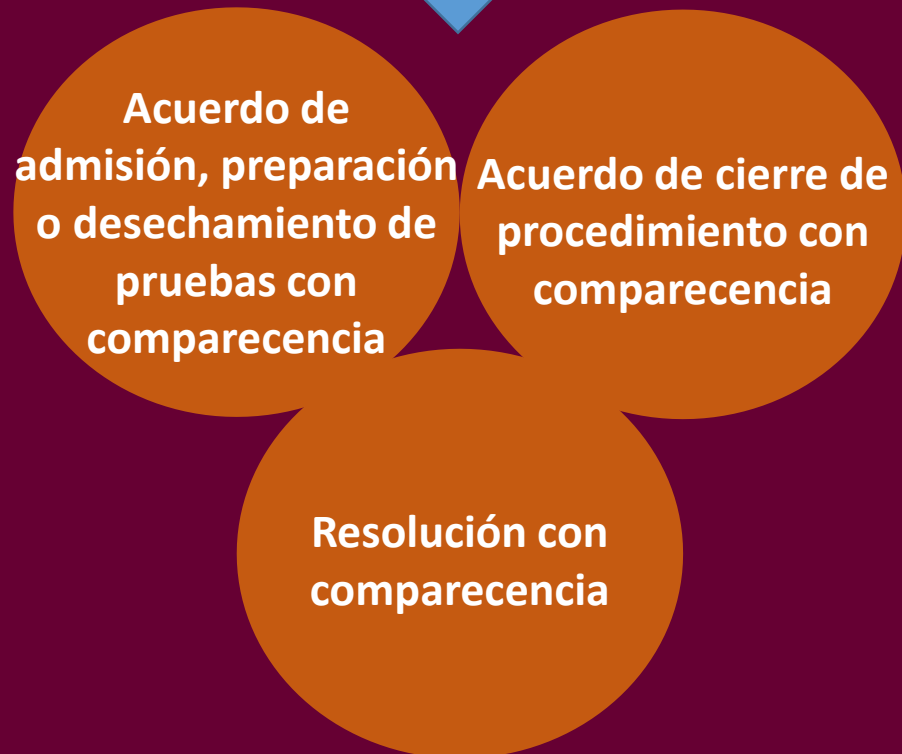 Acuerdo de
admisión, preparación
o desechamiento de
pruebas con
comparecencia
Acuerdo de cierre de
procedimiento con
comparecencia
Resolución con
comparecencia